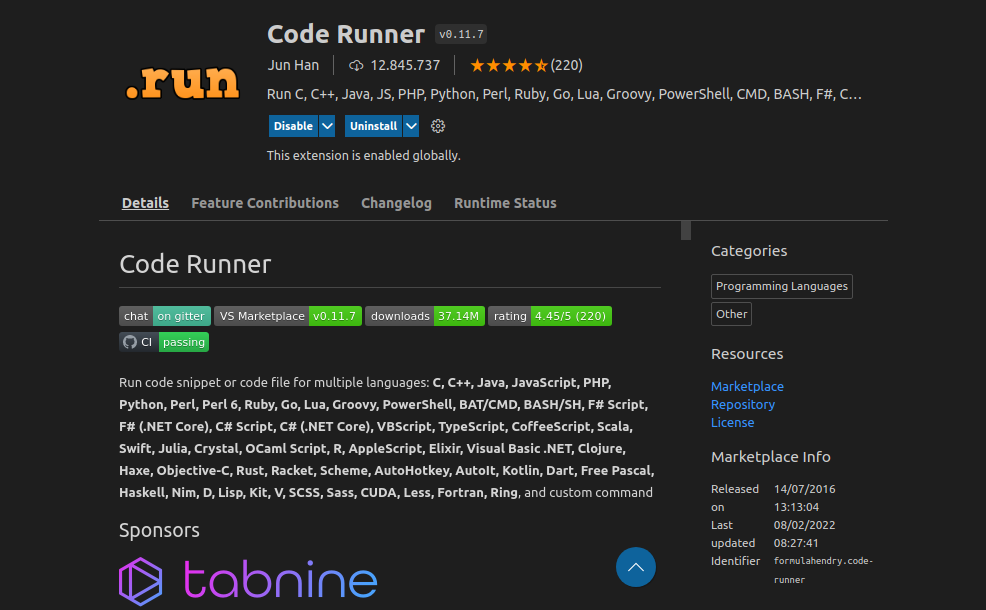 .run
Code Runner v0.11.7
Jun Han 12.845.737 (220)
Run C, C++, Java, JS, PHP, Python, Perl, Ruby, Go, Lua, Groovy, PowerShell, CMD, BASH, F#, C...
Disable Uninstall
This extension is enabled globally.
Details Feature Contributions Changelog Runtime Status
Code Runner
chat on gitter VS Marketplace v0.11.7 downloads 37.14M rating 4.45/5 (220)
CI passing
Run code snippet or code file for multiple languages: C, C++, Java, JavaScript, PHP,
Python, Perl, Perl 6, Ruby, Go, Lua, Groovy, PowerShell, BAT/CMD, BASH/SH, F# Script,
F# (.NET Core), C# Script, C# (.NET Core), VBScript, TypeScript, CoffeeScript, Scala,
Swift, Julia, Crystal, OCaml Script, R, AppleScript, Elixir, Visual Basic .NET, Clojure,
Haxe, Objective-C, Rust, Racket, Scheme, AutoHotkey, AutoIt, Kotlin, Dart, Free Pascal,
Haskell, Nim, D, Lisp, Kit, V, SCSS, Sass, CUDA, Less, Fortran, Ring, and custom command
Sponsors
tabnine
Categories
Programming Languages
Other
Resources
Marketplace
Repository
License
Marketplace Info
Released 14/07/2016
on 13:13:04
Last 08/02/2022
updated 08:27:41
Identifier formulahendry.code-
runner